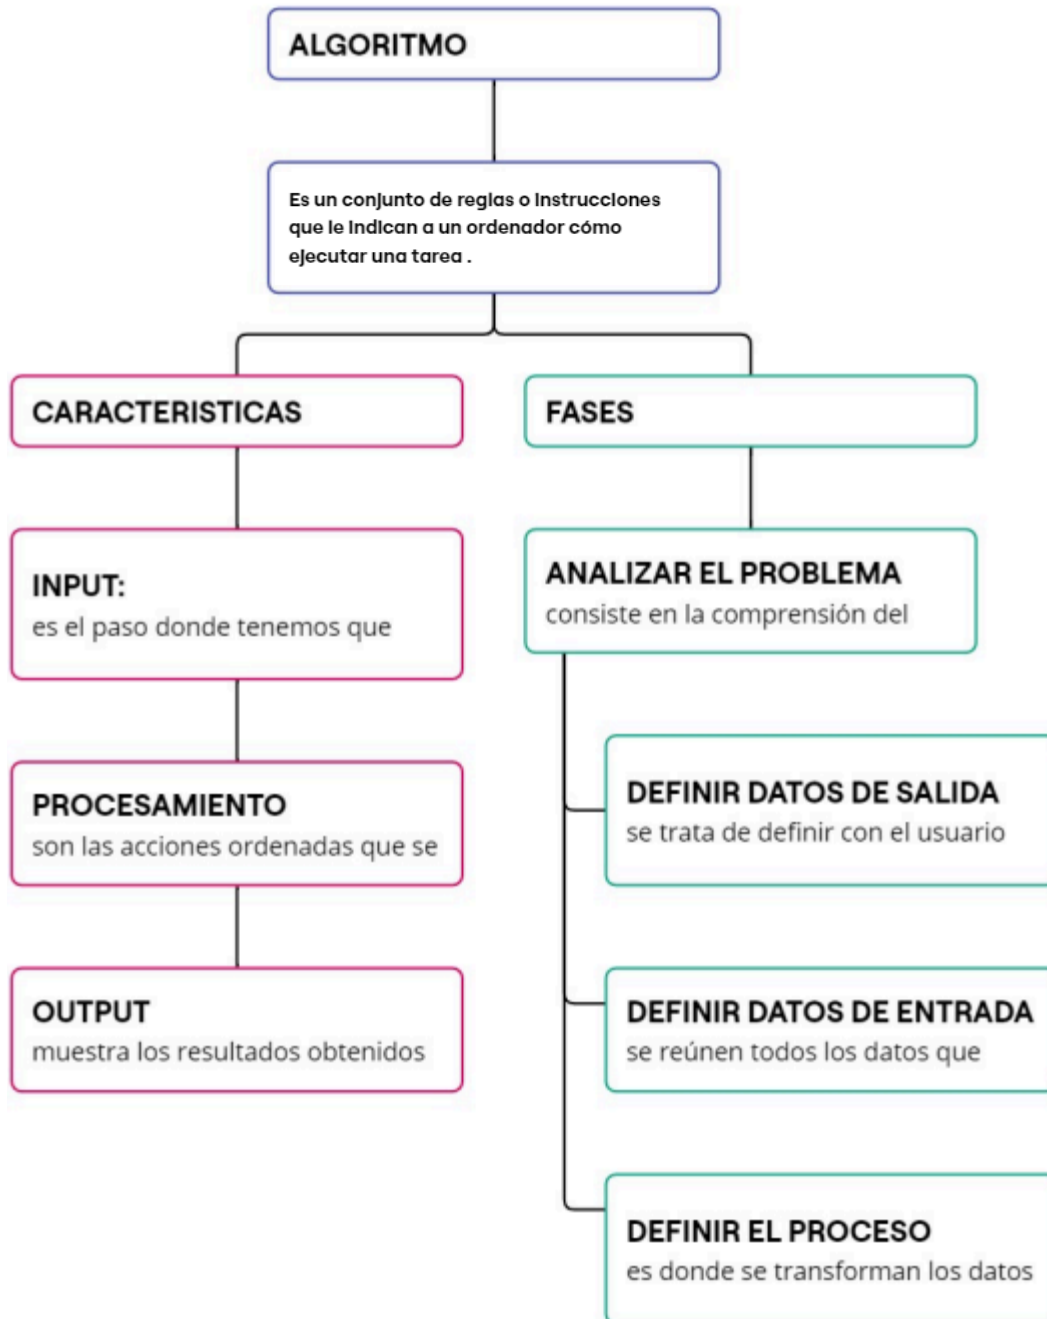 ALGORITMO
Es un conjunto de reglas o instrucciones
que le indican a un ordenador cómo
ejecutar una tarea .
CARACTERISTICAS
INPUT:
es el paso donde tenemos que
PROCESAMIENTO
son las acciones ordenadas que se
OUTPUT
muestra los resultados obtenidos
FASES
ANALIZAR EL PROBLEMA
consiste en la comprensión del
DEFINIR DATOS DE SALIDA
se trata de definir con el usuario
DEFINIR DATOS DE ENTRADA
se reúnen todos los datos que
DEFINIR EL PROCESO
es donde se transforman los datos